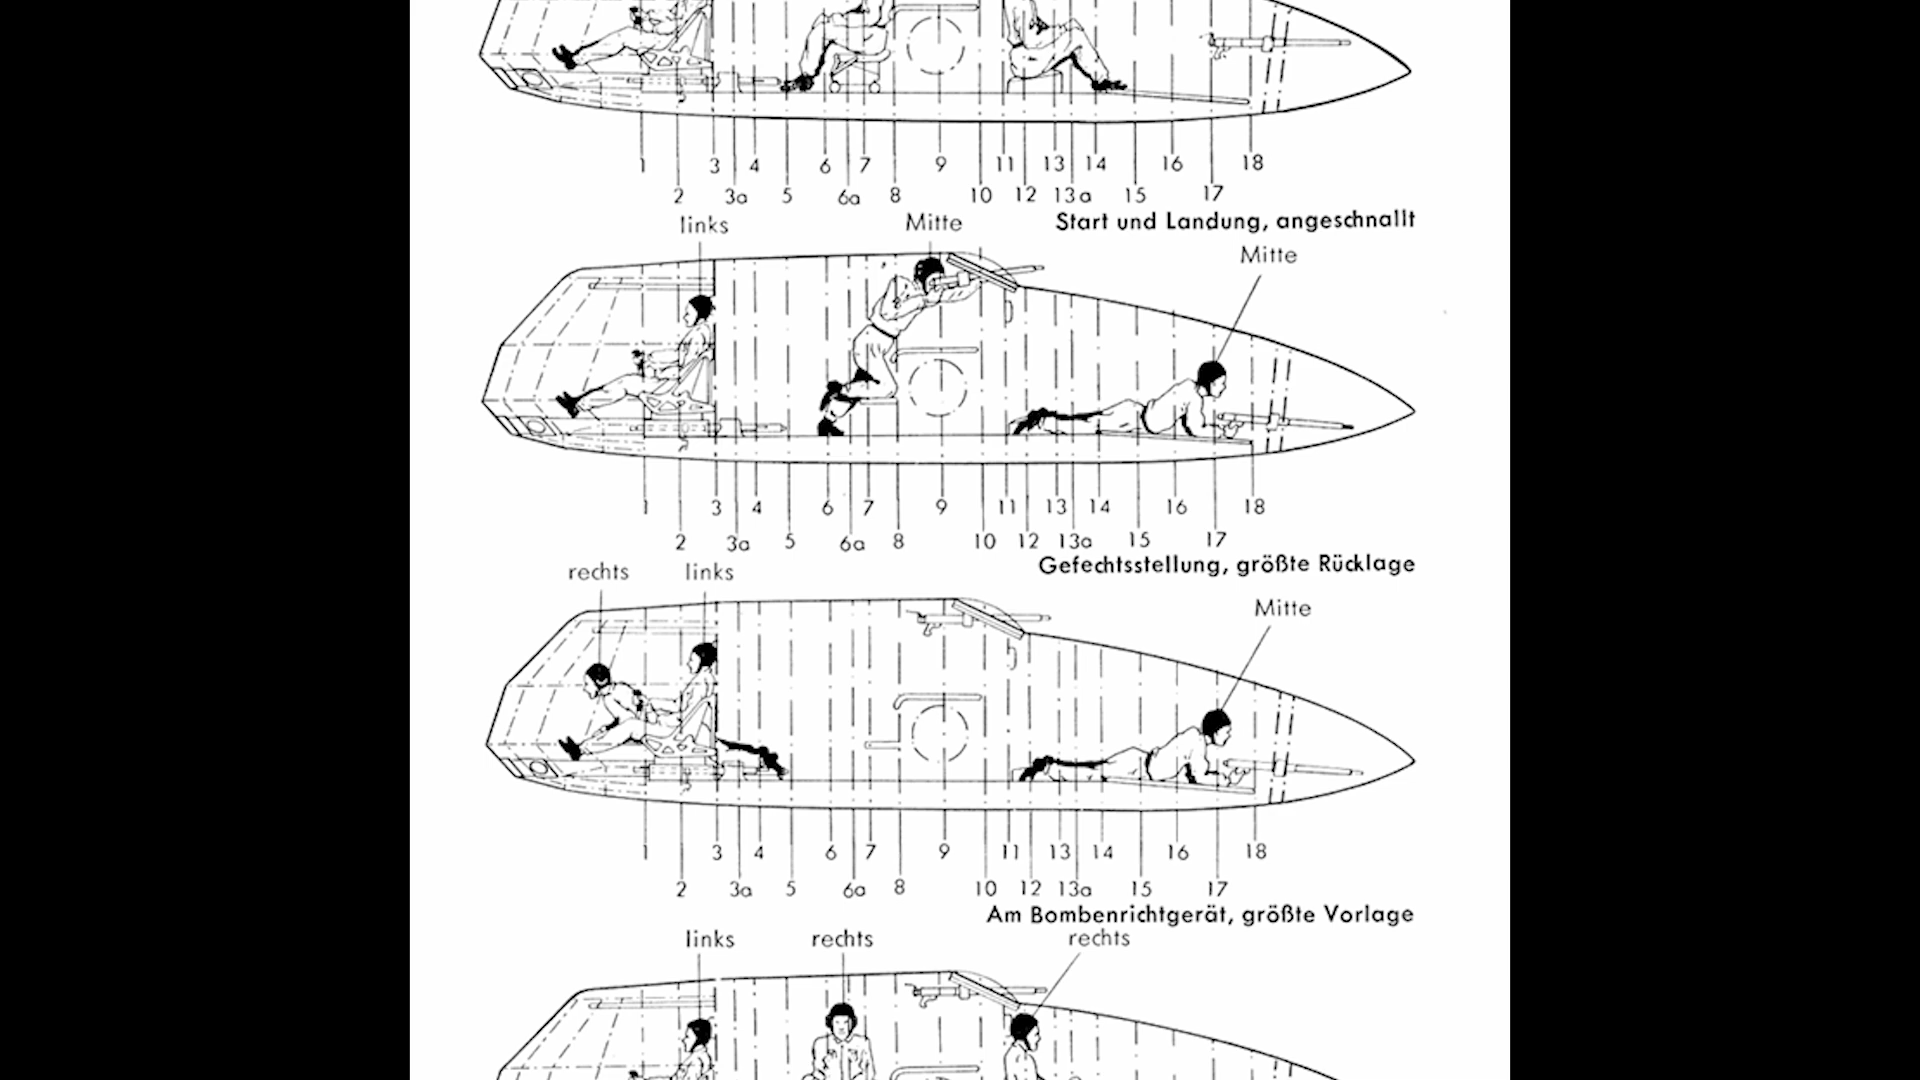 1 3 4 6 7 9 11 13 14 16 18
2 3a 5 6a 8 10 12 13a 15 17
links Mitte Start und Landung, angeschnallt
Mitte
1 3 4 6 7 9 11 13 14 16 18
2 3a 5 6a 8 10 12 13a 15 17
Gefechtsstellung, größte Rücklage
rechts links
Mitte
1 3 4 6 7 9 11 13 14 16 18
2 3a 5 6a 8 10 12 13a 15 17
Am Bombenrichtgerät, größte Vorlage
links rechts rechts